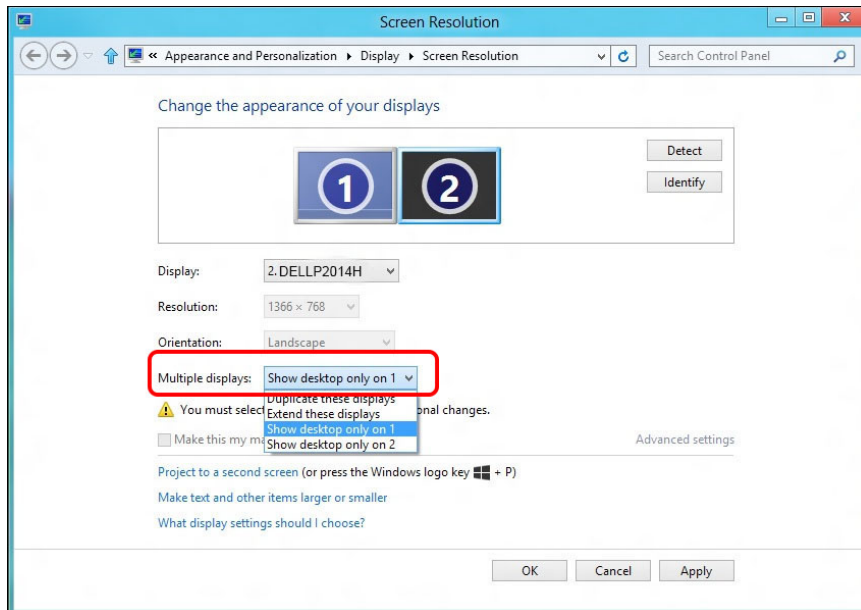 Screen Resolution
« Appearance and Personalization Display Screen Resolution Search Control Panel
Change the appearance of your displays
1 2
Detect
Identify
Display: 2. DELLP2014H
Resolution: 1366 × 768
Orientation: Landscape
Multiple displays: Show desktop only on 1
Duplicate these displays
You must selec onal changes.
Extend these displays
Show desktop only on 1
Make this my ma Advanced settings
Show desktop only on 2
Project to a second screen (or press the Windows logo key + P)
Make text and other items larger or smaller
What display settings should I choose?
OK Cancel Apply